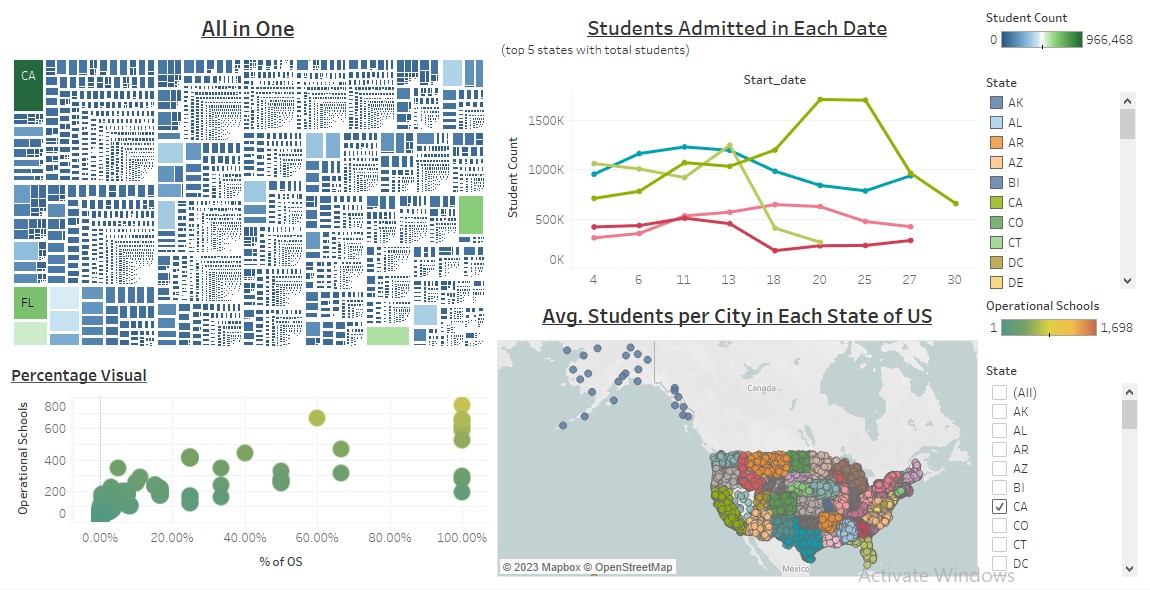 All in One
CA
FL
Students Admitted in Each Date
(top 5 states with total students)
Start_date
Student Count
1500K
1000K
500K
0K
4 6 11 13 18 20 25 27 30
Student Count
0 966,468
State
AK
AL
AR
AZ
BI
CA
CO
CT
DC
DE
Operational Schools
1 1,698
State
(All)
AK
AL
AR
AZ
BI
CA
CO
CT
DC
Percentage Visual
Operational Schools
800
600
400
200
0
0.00% 20.00% 40.00% 60.00% 80.00% 100.00%
% of OS
Avg. Students per City in Each State of US
Canada
Mexico
© 2023 Mapbox © OpenStreetMap
Activate Windows